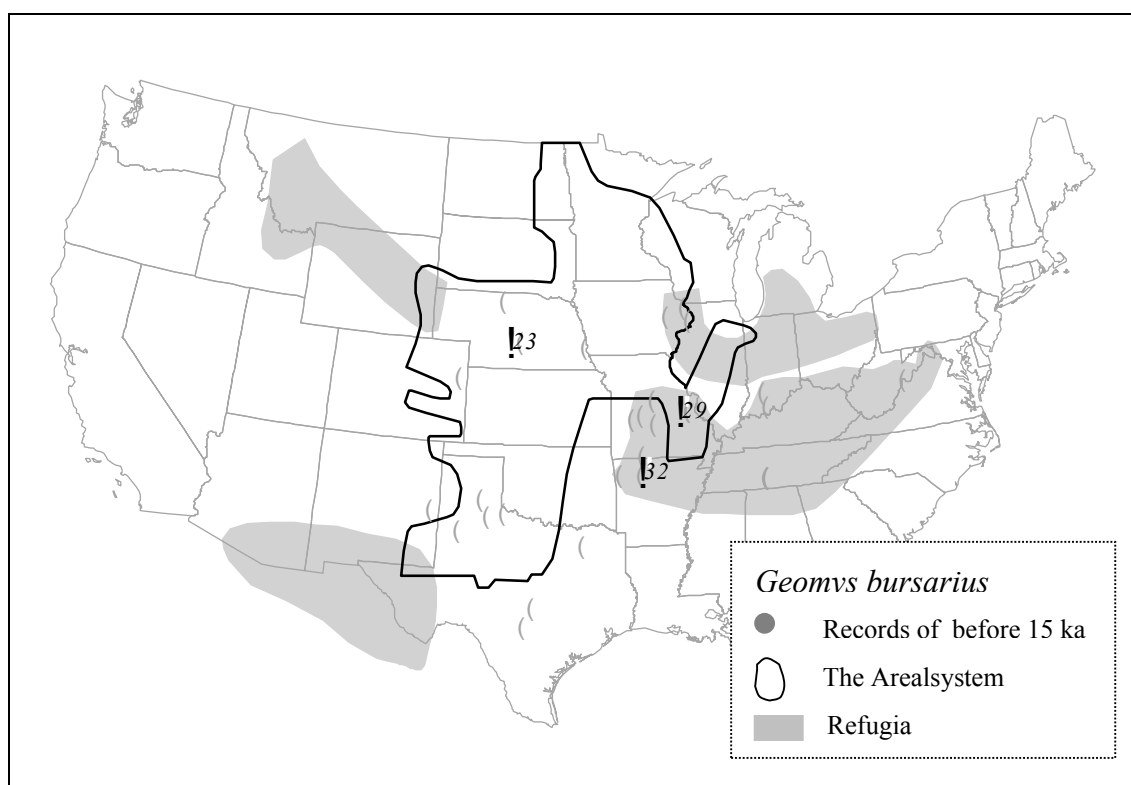 !23
!29
!32
Geomvs bursarius
Records of before 15 ka
The Arealsystem
Refugia